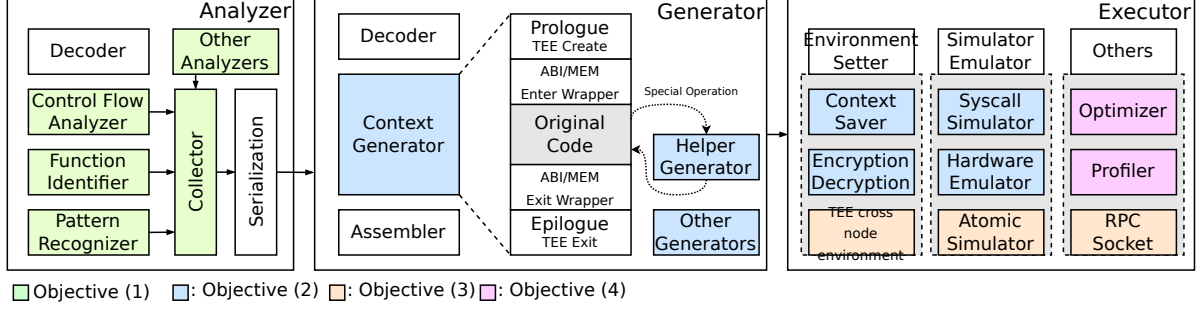 Analyzer
Decoder
Other
Analyzers
Control Flow
Analyzer
Function
Identifier
Pattern
Recognizer
Collector
Serialization
Generator
Decoder
Context
Generator
Assembler
Prologue
TEE Create
ABI/MEM
Enter Wrapper
Original
Code
ABI/MEM
Exit Wrapper
Epilogue
TEE Exit
Special Operation
Helper
Generator
Other
Generators
Executor
Environment
Setter
Context
Saver
Encryption
Decryption
TEE cross
node
environment
Simulator
Emulator
Syscall
Simulator
Hardware
Emulator
Atomic
Simulator
Others
Optimizer
Profiler
RPC
Socket
Objective (1)
: Objective (2)
: Objective (3)
: Objective (4)